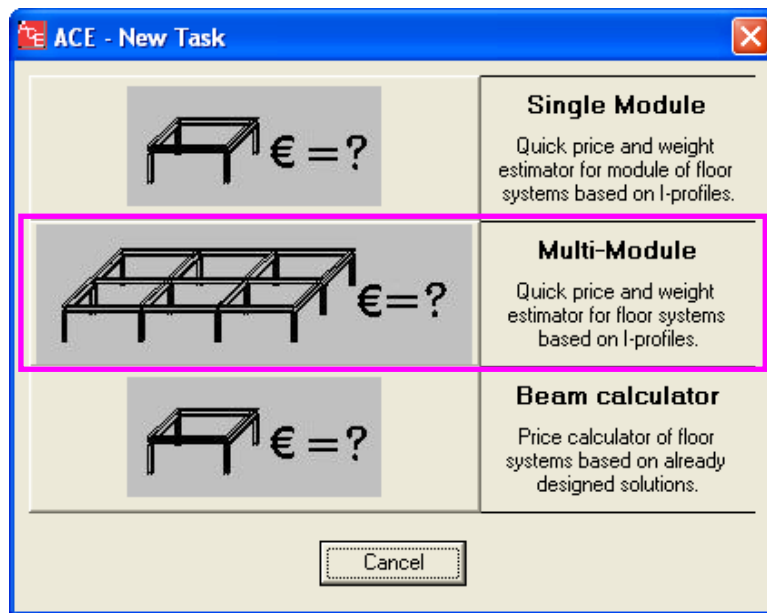 ACE - New Task
€ = ?
Single Module
Quick price and weight
estimator for module of floor
systems based on I-profiles.
€ = ?
Multi-Module
Quick price and weight
estimator for floor systems
based on I-profiles.
€ = ?
Beam calculator
Price calculator of floor
systems based on already
designed solutions.
Cancel